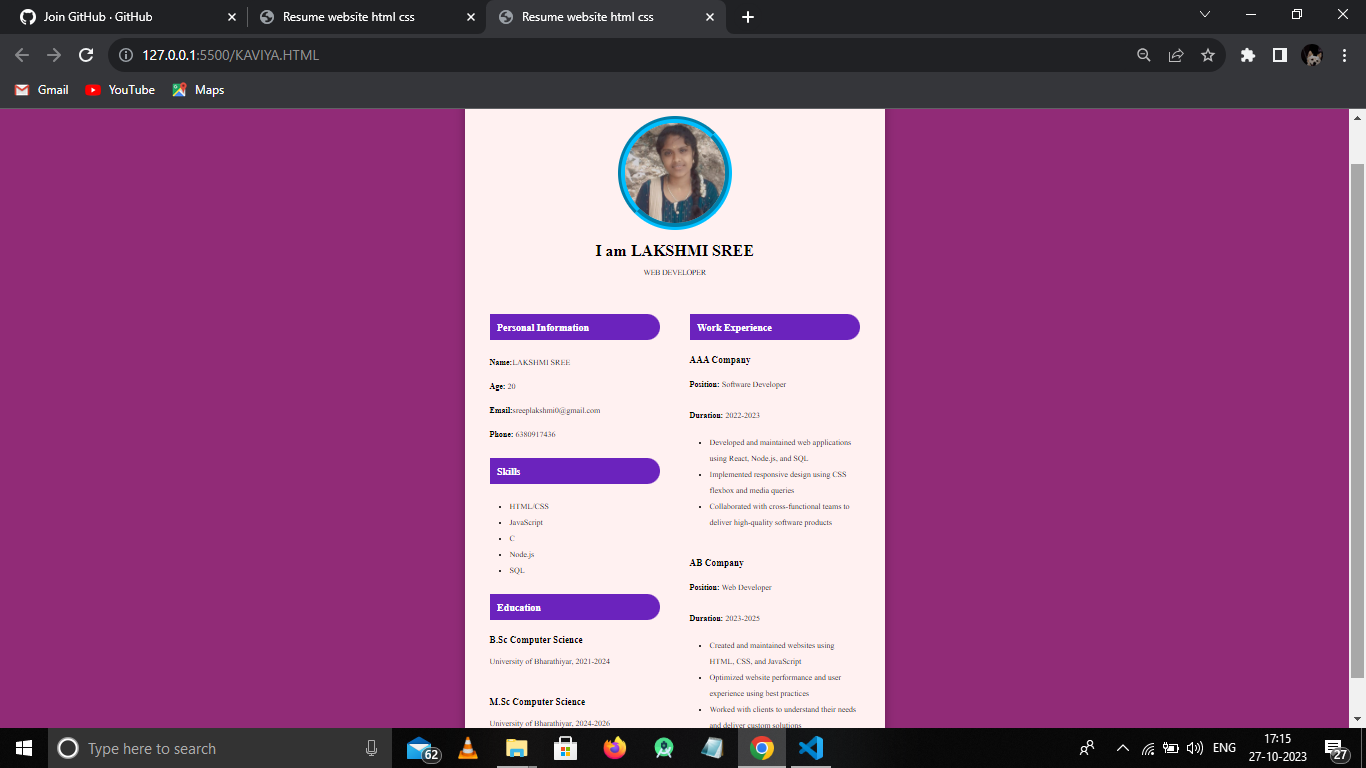 Join GitHub · GitHub
Resume website html css
Resume website html css
127.0.0.1:5500/KAVIYA.HTML
Gmail
YouTube
Maps
I am LAKSHMI SREE
WEB DEVELOPER
Personal Information
Name:LAKSHMI SREE
Age: 20
Email:sreeplakshmi0@gmail.com
Phone: 6380917436
Skills
HTML/CSS
JavaScript
C
Node.js
SQL
Education
B.Sc Computer Science
University of Bharathiyar, 2021-2024
M.Sc Computer Science
University of Bharathiyar, 2024-2026
Work Experience
AAA Company
Position: Software Developer
Duration: 2022-2023
Developed and maintained web applications
using React, Node.js, and SQL
Implemented responsive design using CSS
flexbox and media queries
Collaborated with cross-functional teams to
deliver high-quality software products
AB Company
Position: Web Developer
Duration: 2023-2025
Created and maintained websites using
HTML, CSS, and JavaScript
Optimized website performance and user
experience using best practices
Worked with clients to understand their needs
and deliver custom solutions
Type here to search
62
ENG
17:15
27-10-2023
27